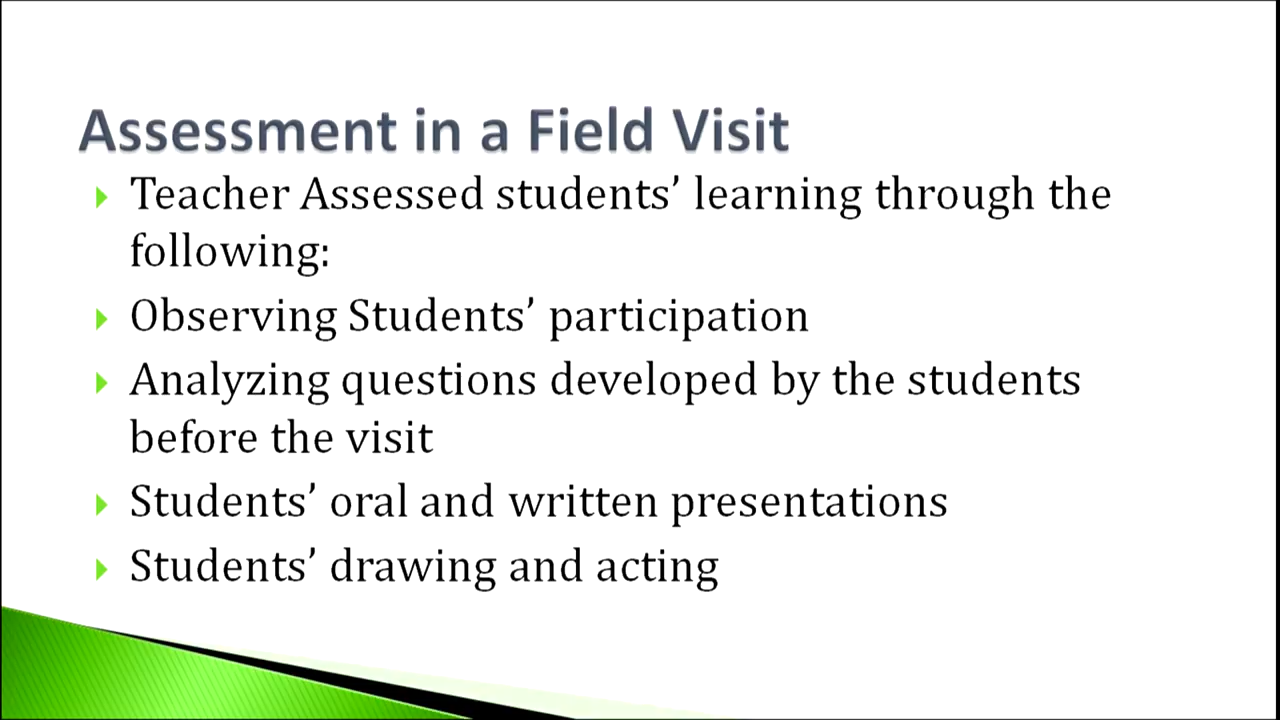 Assessment in a Field Visit
Teacher Assessed students’ learning through the
following:
Observing Students’ participation
Analyzing questions developed by the students
before the visit
Students’ oral and written presentations
Students’ drawing and acting